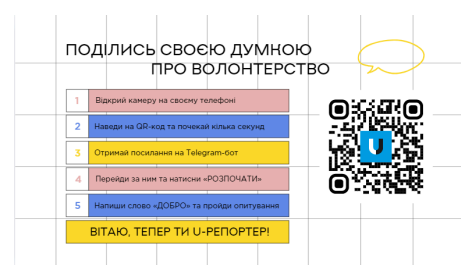 ПОДІЛИСЬ СВОЄЮ ДУМКОЮ
ПРО ВОЛОНТЕРСТВО
1 Відкрий камеру на своєму телефоні
2 Наведи на QR-код та почекай кілька секунд
3 Отримай посилання на Telegram-бот
4 Перейди за ним та натисни «РОЗПОЧАТИ»
5 Напиши слово «ДОБРО» та пройди опитування
ВІТАЮ, ТЕПЕР ТИ U-РЕПОРТЕР!
U